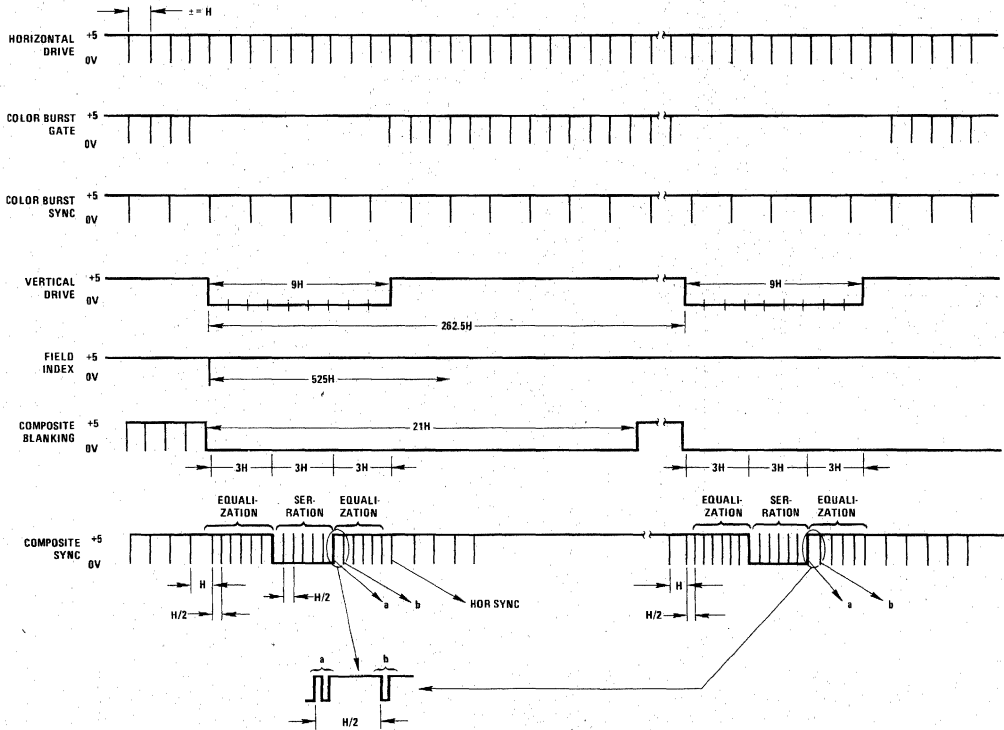 ± = H
HORIZONTAL DRIVE +5 0V
COLOR BURST GATE +5 0V
COLOR BURST SYNC +5 0V
VERTICAL DRIVE +5 0V
9H 9H
262.5H
FIELD INDEX +5 0V
525H
COMPOSITE BLANKING +5 0V
21H
3H 3H 3H 3H 3H 3H
EQUALI- SER- EQUALI- EQUALI- SER- EQUALI-
ZATION RATION ZATION ZATION RATION ZATION
COMPOSITE SYNC +5 0V
H H/2 H/2 a b HOR SYNC H H/2 a b
a b
H/2